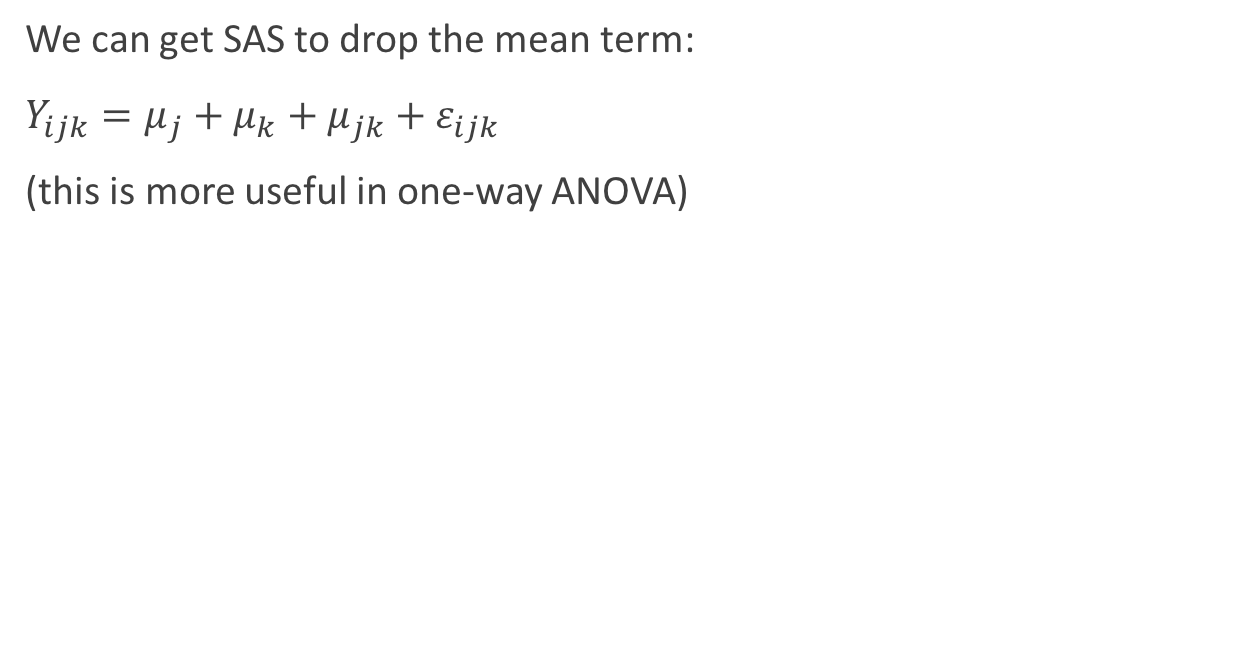 We can get SAS to drop the mean term:
𝑌𝑖𝑗𝑘 = 𝜇𝑗 + 𝜇𝑘 + 𝜇𝑗𝑘 + 𝜀𝑖𝑗𝑘
(this is more useful in one-way ANOVA)